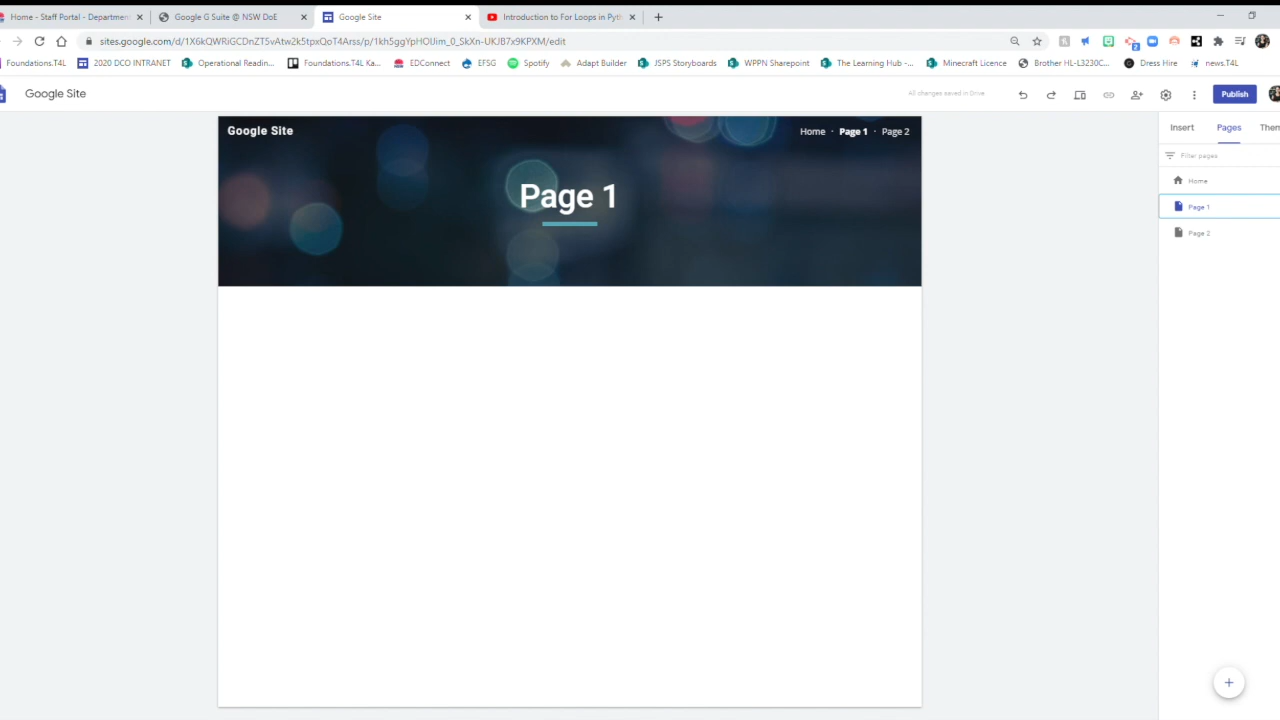 Home - Staff Portal - Departmen
Google G Suite @ NSW DoE
Google Site
Introduction to For Loops in Pyth
sites.google.com/d/1X6kQWRiGCDnZT5vAtw2k5tpxQoT4Arss/p/1kh5ggYpHOlJim_0_SkXn-UKJB7x9KPXM/edit
Foundations.T4L
2020 DCO INTRANET
Operational Readin...
Foundations.T4L Ka...
EDConnect
EFSG
Spotify
Adapt Builder
JSPS Storyboards
WPPN Sharepoint
The Learning Hub -...
Minecraft Licence
Brother HL-L3230C...
Dress Hire
news.T4L
Google Site
All changes saved in Drive
Publish
Google Site
Home
Page 1
Page 2
Page 1
Insert
Pages
Them
Filter pages
Home
Page 1
Page 2